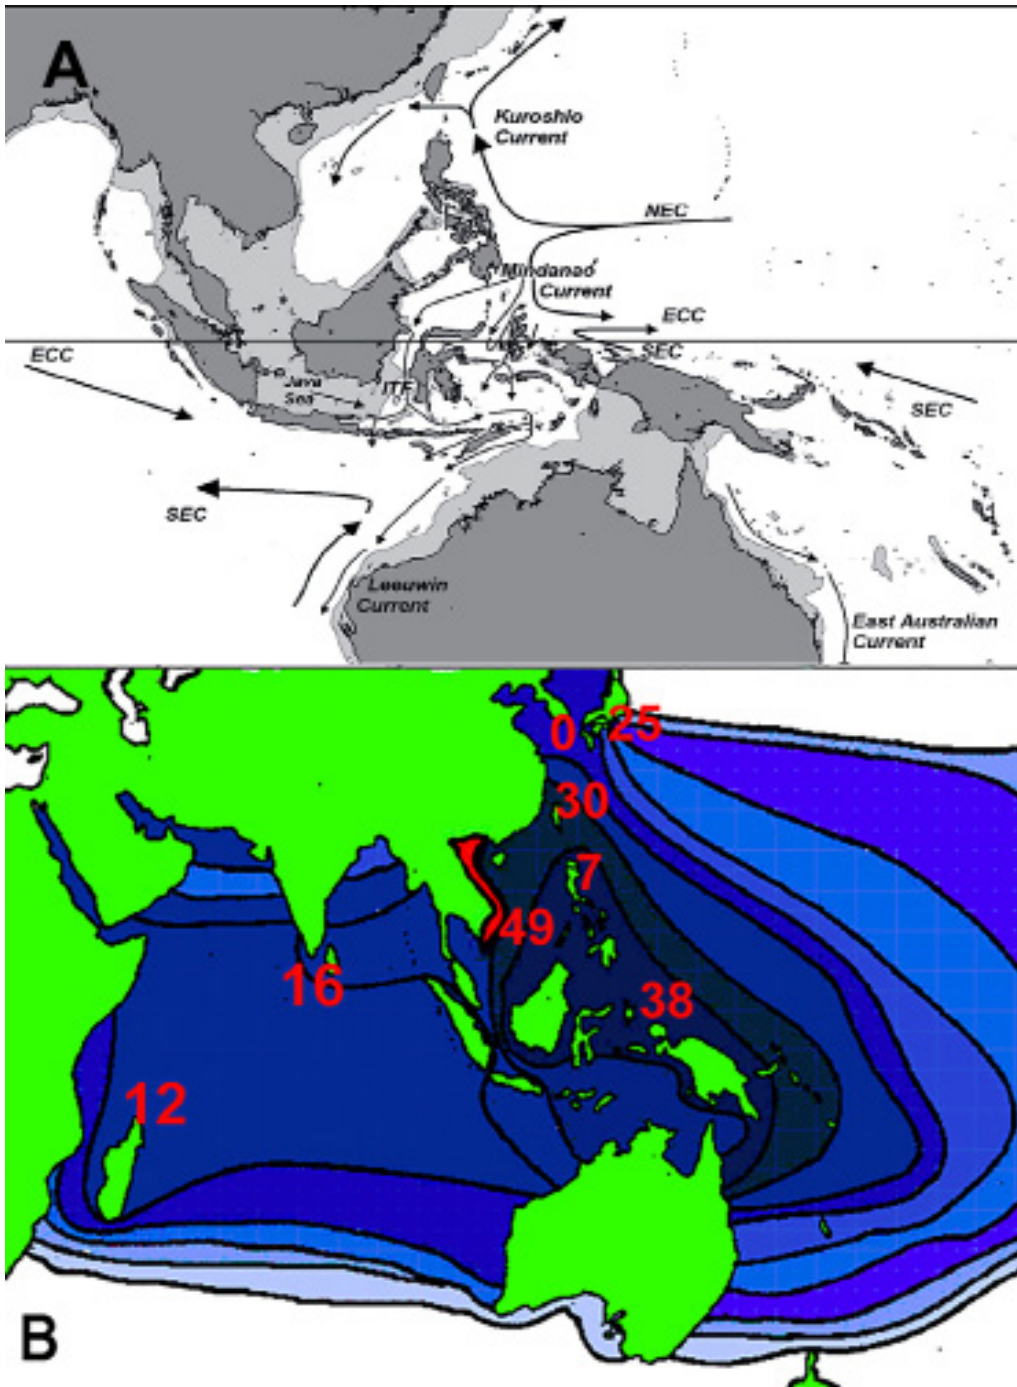 A
Kuroshio
Current
NEC
Mindanao
Current
ECC
SEC
ECC
Java
Sea
ITF
SEC
SEC
Leeuwin
Current
East Australian
Current
0
25
30
7
49
16
38
12
B